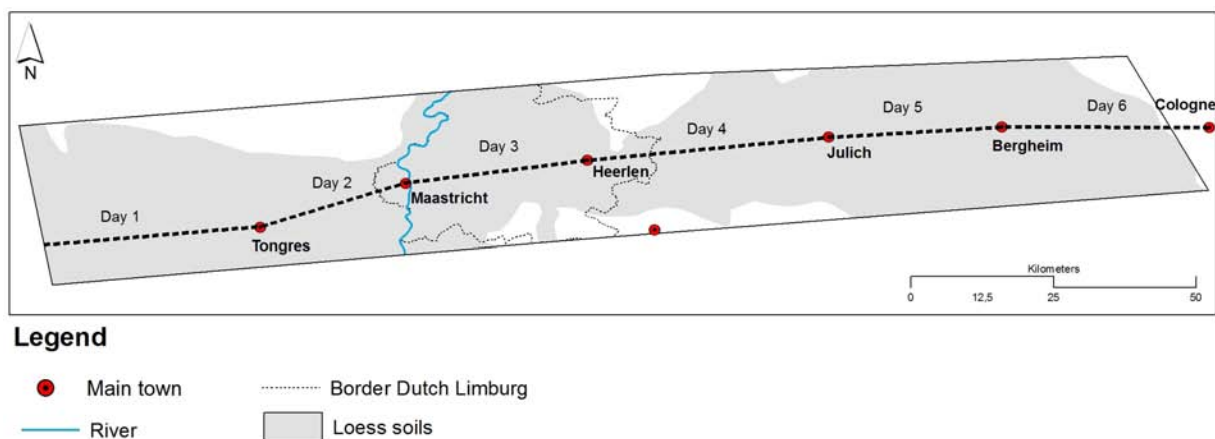 N
Day 1
Day 2
Day 3
Day 4
Day 5
Day 6
Cologne
Tongres
Maastricht
Heerlen
Julich
Bergheim
Kilometers
0 12,5 25 50
Legend
Main town
Border Dutch Limburg
River
Loess soils